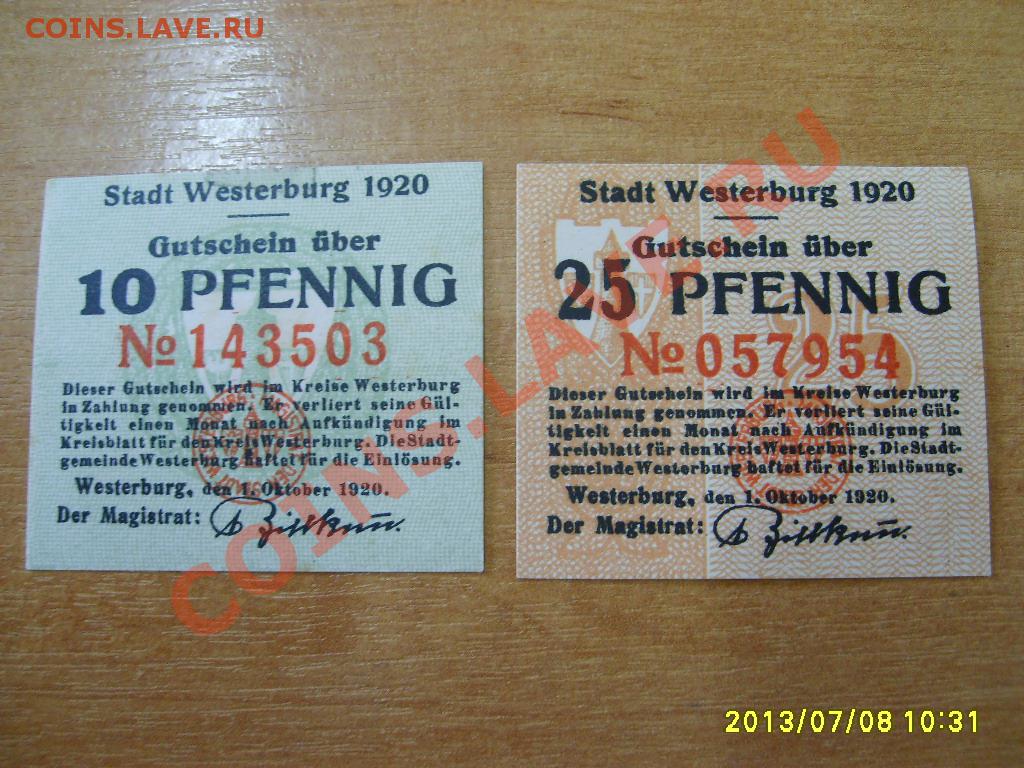 COINS.LAVE.RU
Stadt Westerburg 1920
Gutschein über
10 PFENNIG
№ 143503
Dieser Gutschein wird im Kreise Westerburg
in Zahlung genommen. Er verliert seine Gül-
tigkeit einen Monat nach Aufkündigung im
Kreisblatt für den Kreis Westerburg. Die Stadt-
gemeinde Westerburg haftet für die Einlösung.
Westerburg, den 1. Oktober 1920.
Der Magistrat:
Stadt Westerburg 1920
Gutschein über
25 PFENNIG
№ 057954
Dieser Gutschein wird im Kreise Westerburg
in Zahlung genommen. Er verliert seine Gül-
tigkeit einen Monat nach Aufkündigung im
Kreisblatt für den Kreis Westerburg. Die Stadt-
gemeinde Westerburg haftet für die Einlösung.
Westerburg, den 1. Oktober 1920.
Der Magistrat:
COINS.LAVE.RU
2013/07/08 10:31